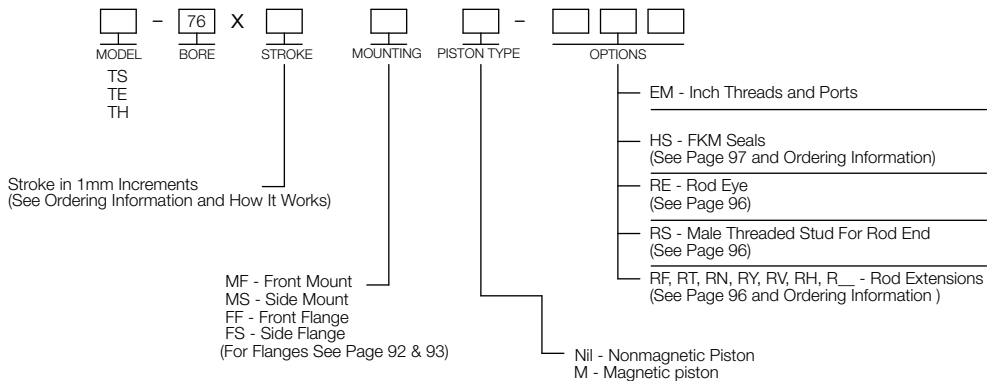 – 76 X –
MODEL BORE STROKE MOUNTING PISTON TYPE OPTIONS
TS
TE
TH
EM - Inch Threads and Ports
HS - FKM Seals
(See Page 97 and Ordering Information)
RE - Rod Eye
(See Page 96)
RS - Male Threaded Stud For Rod End
(See Page 96)
RF, RT, RN, RY, RV, RH, R__ - Rod Extensions
(See Page 96 and Ordering Information )
Stroke in 1mm Increments
(See Ordering Information and How It Works)
MF - Front Mount
MS - Side Mount
FF - Front Flange
FS - Side Flange
(For Flanges See Page 92 & 93)
Nil - Nonmagnetic Piston
M - Magnetic piston